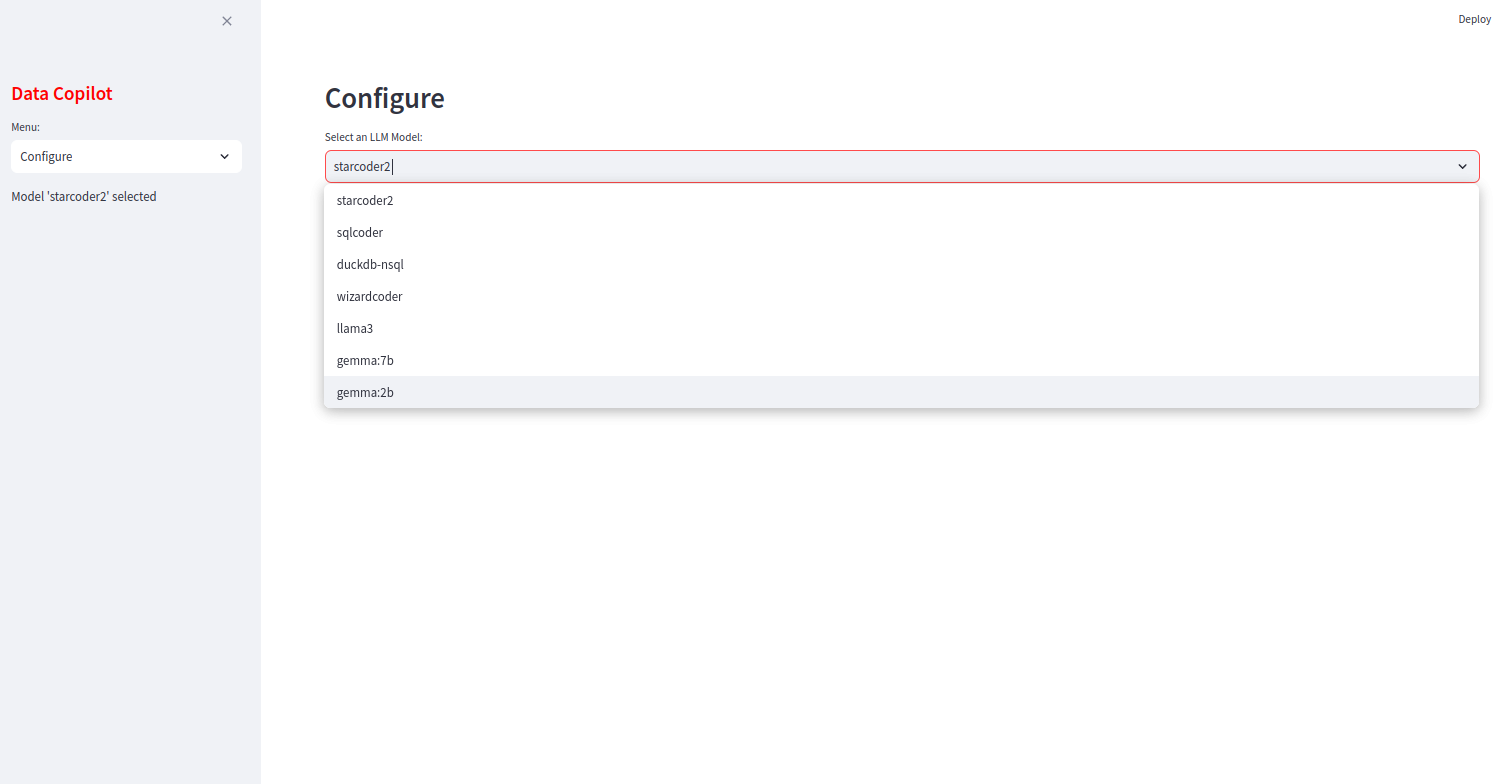 Deploy
Data Copilot
Menu:
Configure
Model 'starcoder2' selected
Configure
Select an LLM Model:
starcoder2
starcoder2
sqlcoder
duckdb-nsql
wizardcoder
llama3
gemma:7b
gemma:2b